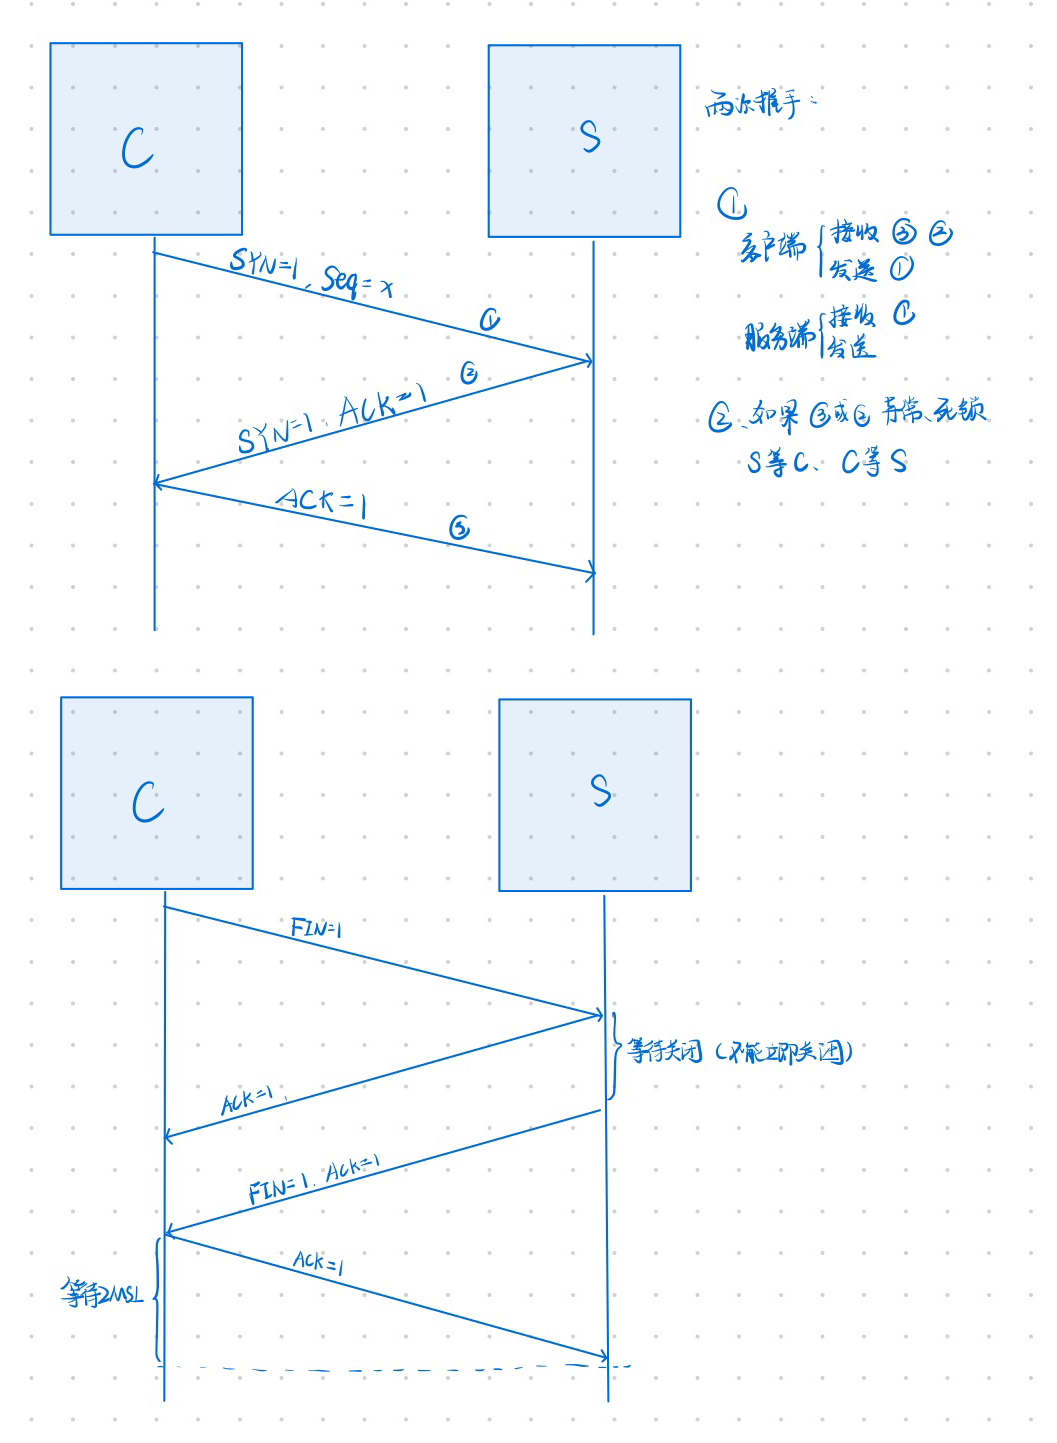 C
S
两次握手:
①
客户端 接收 ③ ②
发送 ①
服务端 接收 ①
发送
②、如果③或②异常、死锁
S等C、C等S
SYN=1、Seq=x
①
②
SYN=1、ACK=1
ACK=1
③
C
S
FIN=1
等待关闭(不能立即关闭)
ACK=1、
FIN=1、ACK=1
ACK=1
等待2MSL